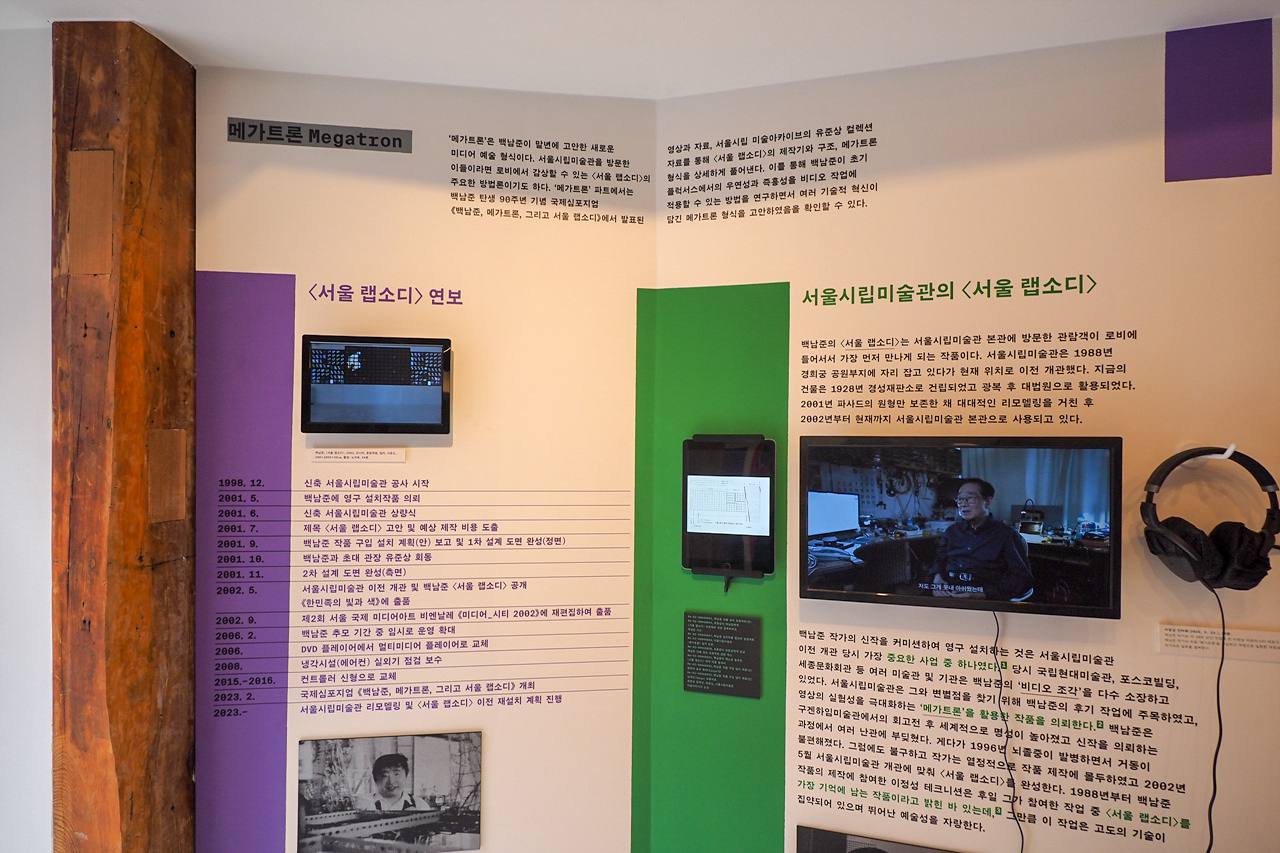 메가트론 Megatron
‘메가트론’은 백남준이 말년에 고안한 새로운
미디어 예술 형식이다. 서울시립미술관을 방문한
이들이라면 로비에서 감상할 수 있는 〈서울 랩소디〉의
주요한 방법론이기도 하다. ‘메가트론’ 파트에서는
백남준 탄생 90주년 기념 국제심포지엄
《백남준, 메가트론, 그리고 서울 랩소디》에서 발표된
영상과 자료, 서울시립 미술아카이브의 유준상 컬렉션
자료를 통해 〈서울 랩소디〉의 제작기와 구조, 메가트론
형식을 상세하게 풀어낸다. 이를 통해 백남준이 초기
플럭서스에서의 우연성과 즉흥성을 비디오 작업에
적용할 수 있는 방법을 연구하면서 여러 기술적 혁신이
담긴 메가트론 형식을 고안하였음을 확인할 수 있다.
〈서울 랩소디〉 연보
1998. 12. 신축 서울시립미술관 공사 시작
2001. 5. 백남준에 영구 설치작품 의뢰
2001. 6. 신축 서울시립미술관 상량식
2001. 7. 제목 〈서울 랩소디〉 고안 및 예상 제작 비용 도출
2001. 9. 백남준 작품 구입 설치 계획(안) 보고 및 1차 설계 도면 완성(정면)
2001. 10. 백남준과 초대 관장 유준상 회동
2001. 11. 2차 설계 도면 완성(측면)
2002. 5. 서울시립미술관 이전 개관 및 백남준 〈서울 랩소디〉 공개
《한민족의 빛과 색》에 출품
2002. 9. 제2회 서울 국제 미디어아트 비엔날레 《미디어_시티 2002》에 재편집하여 출품
2006. 2. 백남준 추모 기간 중 임시로 운영 확대
2006. DVD 플레이어에서 멀티미디어 플레이어로 교체
2008. 냉각시설(에어컨) 실외기 점검 보수
2015.-2016. 컨트롤러 신형으로 교체
2023. 2. 국제심포지엄 《백남준, 메가트론, 그리고 서울 랩소디》 개최
2023.- 서울시립미술관 리모델링 및 〈서울 랩소디〉 이전 재설치 계획 진행
서울시립미술관의 〈서울 랩소디〉
백남준의 〈서울 랩소디〉는 서울시립미술관 본관에 방문한 관람객이 로비에
들어서서 가장 먼저 만나게 되는 작품이다. 서울시립미술관은 1988년
경희궁 공원부지에 자리 잡고 있다가 현재 위치로 이전 개관했다. 지금의
건물은 1928년 경성재판소로 건립되었고 광복 후 대법원으로 활용되었다.
2001년 파사드의 원형만 보존한 채 대대적인 리모델링을 거친 후
2002년부터 현재까지 서울시립미술관 본관으로 사용되고 있다.
저도 그게 못내 아쉬웠는데
백남준 작가의 신작을 커미션하여 영구 설치하는 것은 서울시립미술관
이전 개관 당시 가장 중요한 사업 중 하나였다.1 당시 국립현대미술관, 포스코빌딩,
세종문화회관 등 여러 미술관 및 기관은 백남준의 ‘비디오 조각’을 다수 소장하고
있었다. 서울시립미술관은 그와 변별점을 찾기 위해 백남준의 후기 작업에 주목하였고,
영상의 실험성을 극대화하는 ‘메가트론’을 활용한 작품을 의뢰한다.2 백남준은
구겐하임미술관에서의 회고전 후 세계적으로 명성이 높아졌고 신작을 의뢰하는
과정에서 여러 난관에 부딪혔다. 게다가 1996년 뇌졸중이 발병하면서 거동이
불편해졌다. 그럼에도 불구하고 작가는 열정적으로 작품 제작에 몰두하였고 2002년
5월 서울시립미술관 개관에 맞춰 〈서울 랩소디〉를 완성한다. 1988년부터 백남준
작품의 제작에 참여한 이정성 테크니션은 후일 그가 참여한 작업 중 〈서울 랩소디〉를
가장 기억에 남는 작품이라고 밝힌 바 있는데,3 그만큼 이 작업은 고도의 기술이
집약되어 있으며 뛰어난 예술성을 자랑한다.